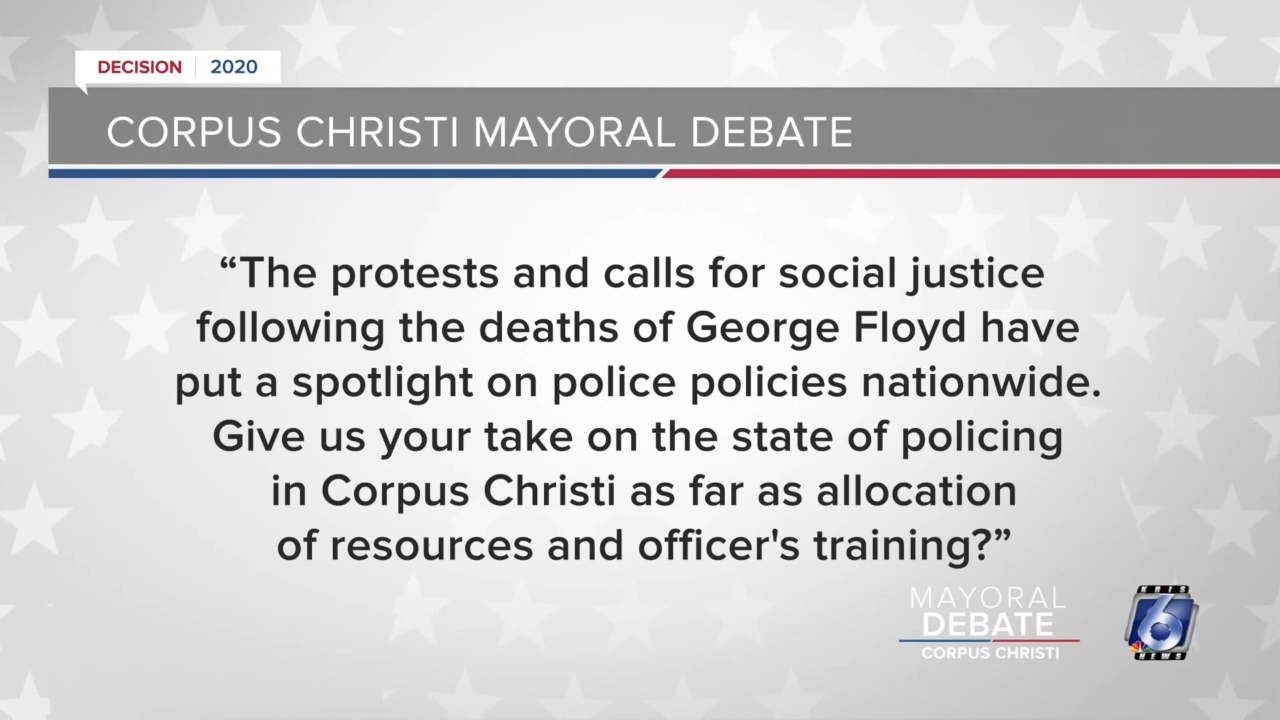 DECISION | 2020
CORPUS CHRISTI MAYORAL DEBATE
“The protests and calls for social justice
following the deaths of George Floyd have
put a spotlight on police policies nationwide.
Give us your take on the state of policing
in Corpus Christi as far as allocation
of resources and officer's training?”
MAYORAL
DEBATE
CORPUS CHRISTI
KRIS
6
NEWS